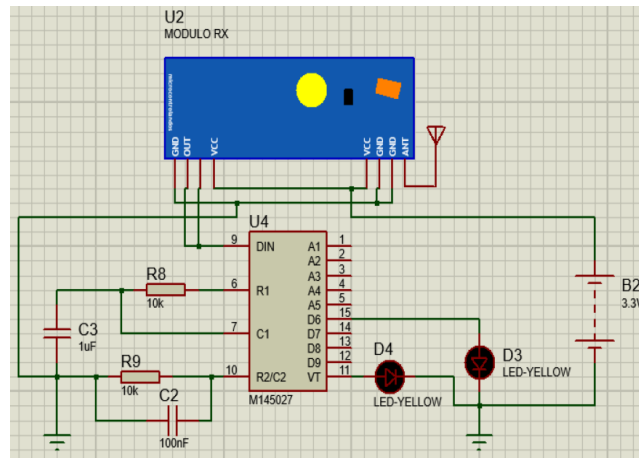 U2
MODULO RX
microcontrolandos
GND
OUT
VCC
VCC
GND
GND
ANT
U4
9
DIN
A1
1
A2
2
A3
3
R8
10k
6
R1
A4
4
A5
5
D6
15
C3
1uF
7
C1
D7
14
D8
13
R9
10k
10
R2/C2
D9
12
VT
11
M145027
C2
100nF
D4
LED-YELLOW
D3
LED-YELLOW
B2
3.3V